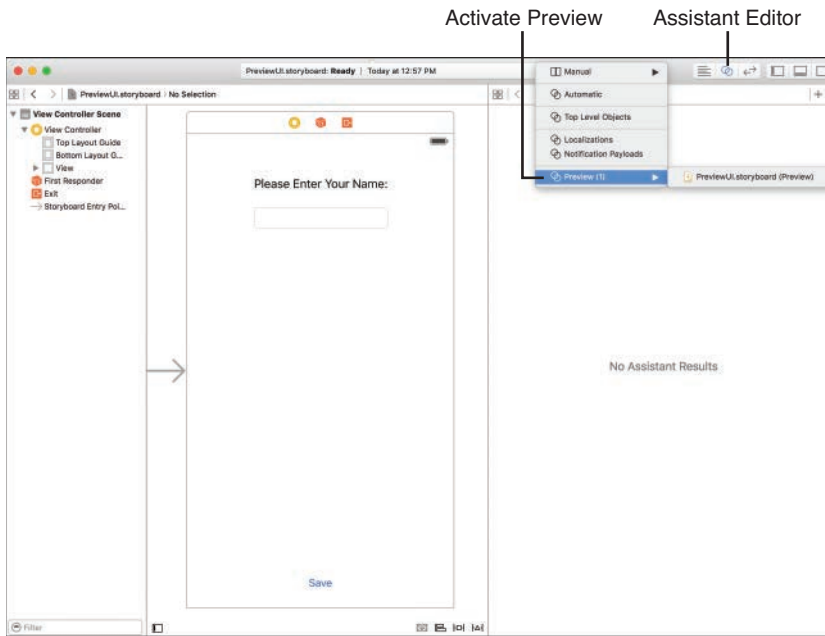 Activate Preview
Assistant Editor
PreviewUI.storyboard: Ready | Today at 12:57 PM
PreviewUI.storyboard
No Selection
Manual
Automatic
Top Level Objects
Localizations
Notification Payloads
Preview (1)
PreviewUI.storyboard (Preview)
View Controller Scene
View Controller
Top Layout Guide
Bottom Layout G...
View
First Responder
Exit
Storyboard Entry Poi...
Please Enter Your Name:
No Assistant Results
Save
Filter